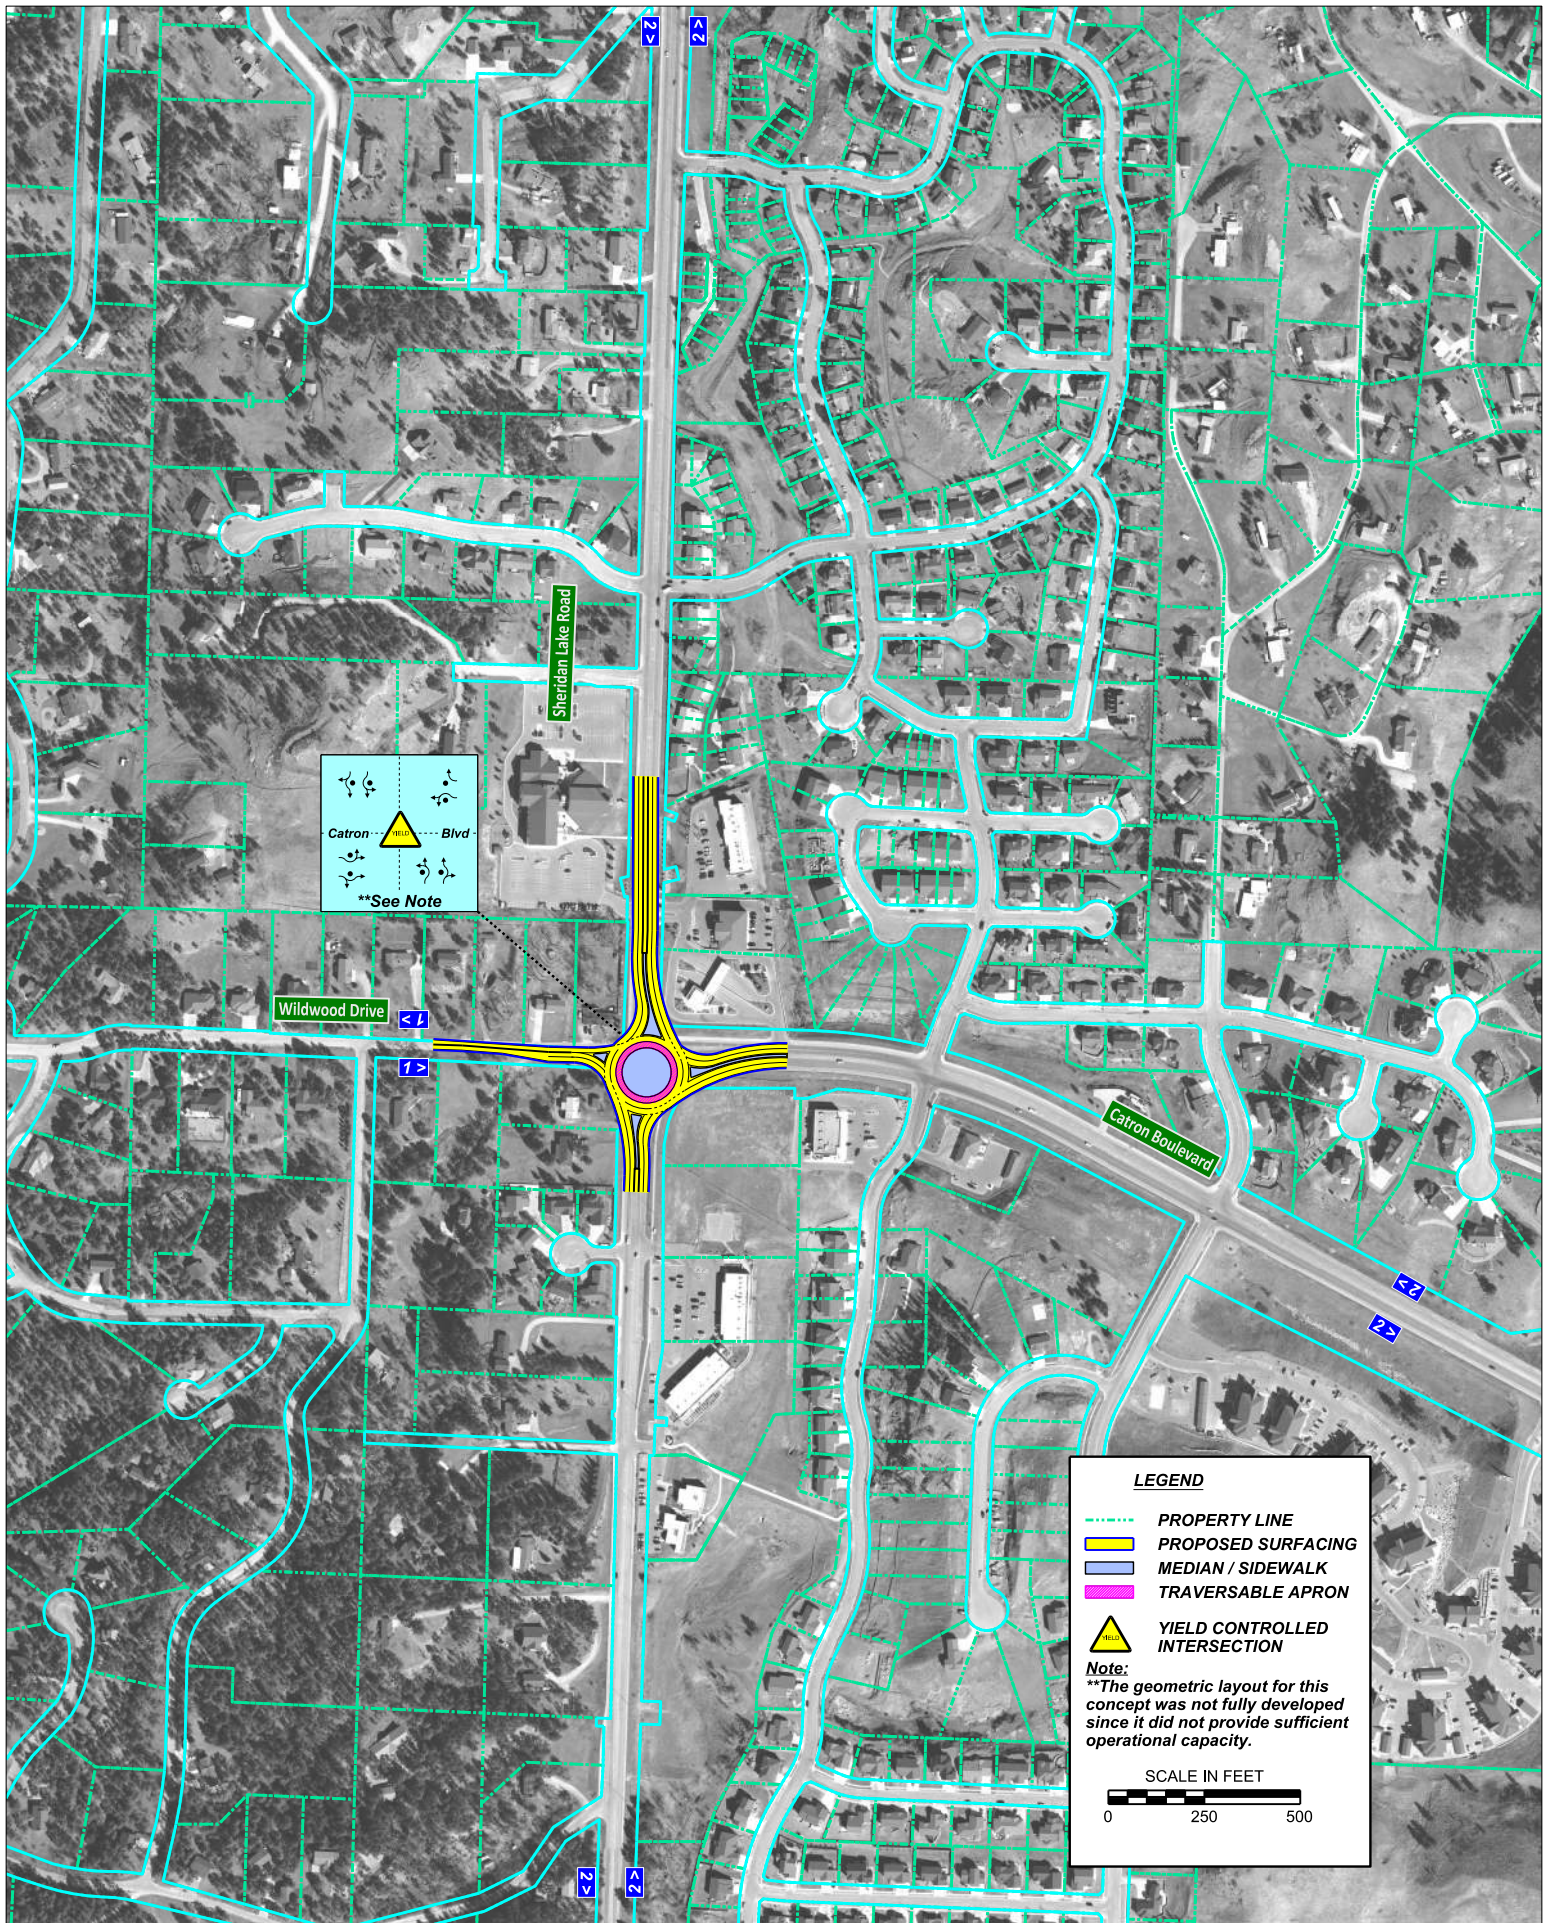 2 >
2 >
Sheridan Lake Road
Catron
YIELD
Blvd
**See Note
Wildwood Drive
1 >
1 >
Catron Boulevard
2 >
2 >
LEGEND
PROPERTY LINE
PROPOSED SURFACING
MEDIAN / SIDEWALK
TRAVERSABLE APRON
YIELD
YIELD CONTROLLED
INTERSECTION
Note:
**The geometric layout for this
concept was not fully developed
since it did not provide sufficient
operational capacity.
SCALE IN FEET
0 250 500
2 >
2 >